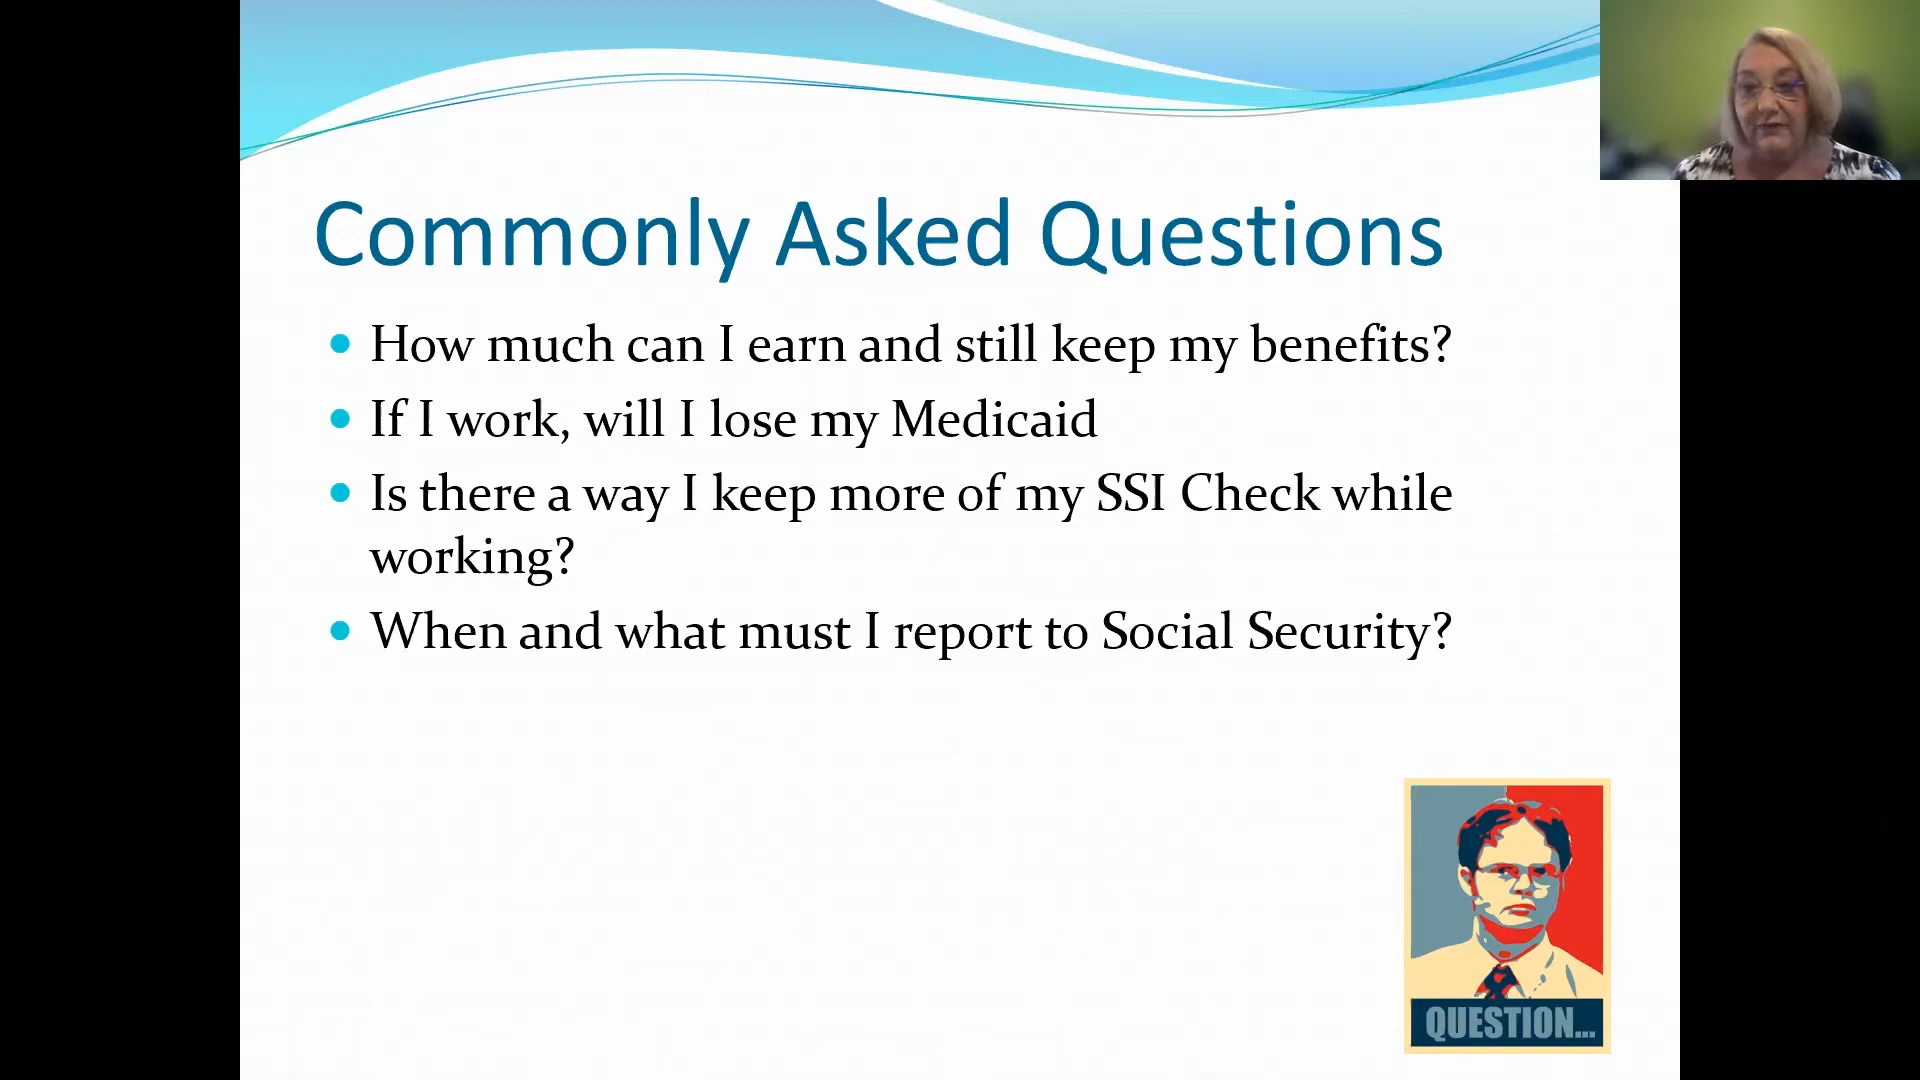 Commonly Asked Questions
How much can I earn and still keep my benefits?
If I work, will I lose my Medicaid
Is there a way I keep more of my SSI Check while
working?
When and what must I report to Social Security?
QUESTION...